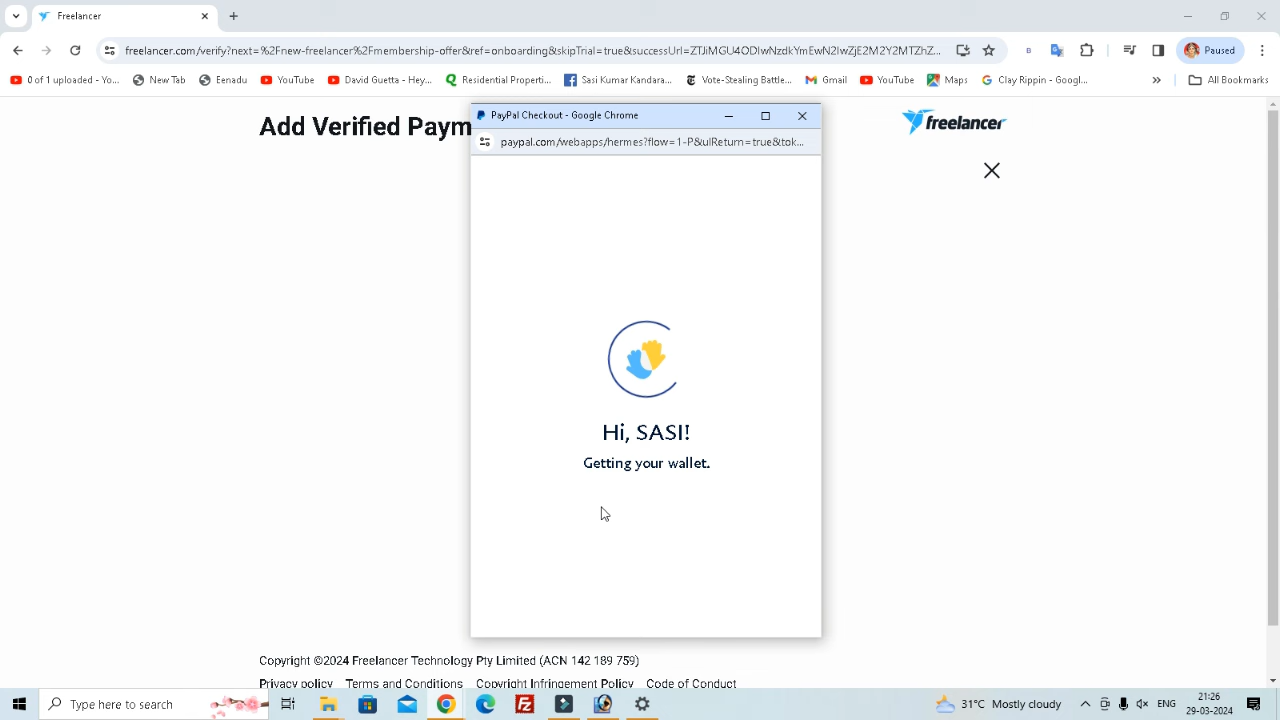 Freelancer
freelancer.com/verify?next=%2Fnew-freelancer%2Fmembership-offer&ref=onboarding&skipTrial=true&successUrl=
Paused
0 of 1 uploaded - Yo...
New Tab
Eenadu
YouTube
David Guetta - Hey,...
Residential Properti...
Sasi Kumar Kandara...
Vote-Stealing Battle...
Gmail
YouTube
Maps
Clay Rippin - Googl...
All Bookmarks
Add Verified Paym
freelancer
PayPal Checkout - Google Chrome
paypal.com/webapps/hermes?flow=1-P&ulReturn=true&tok...
Hi, SASI!
Getting your wallet.
Copyright ©2024 Freelancer Technology Pty Limited (ACN 142 189 759)
Privacy policy Terms and Conditions Copyright Infringement Policy Code of Conduct
Type here to search
31°C Mostly cloudy
ENG
21:26
29-03-2024